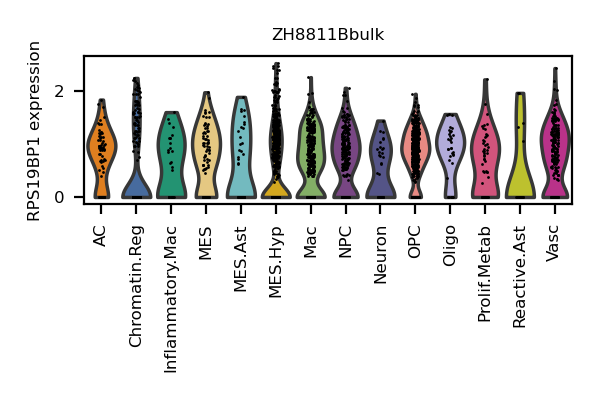 ZH8811Bbulk
RPS19BP1 expression
2
0
AC
Chromatin.Reg
Inflammatory.Mac
MES
MES.Ast
MES.Hyp
Mac
NPC
Neuron
OPC
Oligo
Prolif.Metab
Reactive.Ast
Vasc